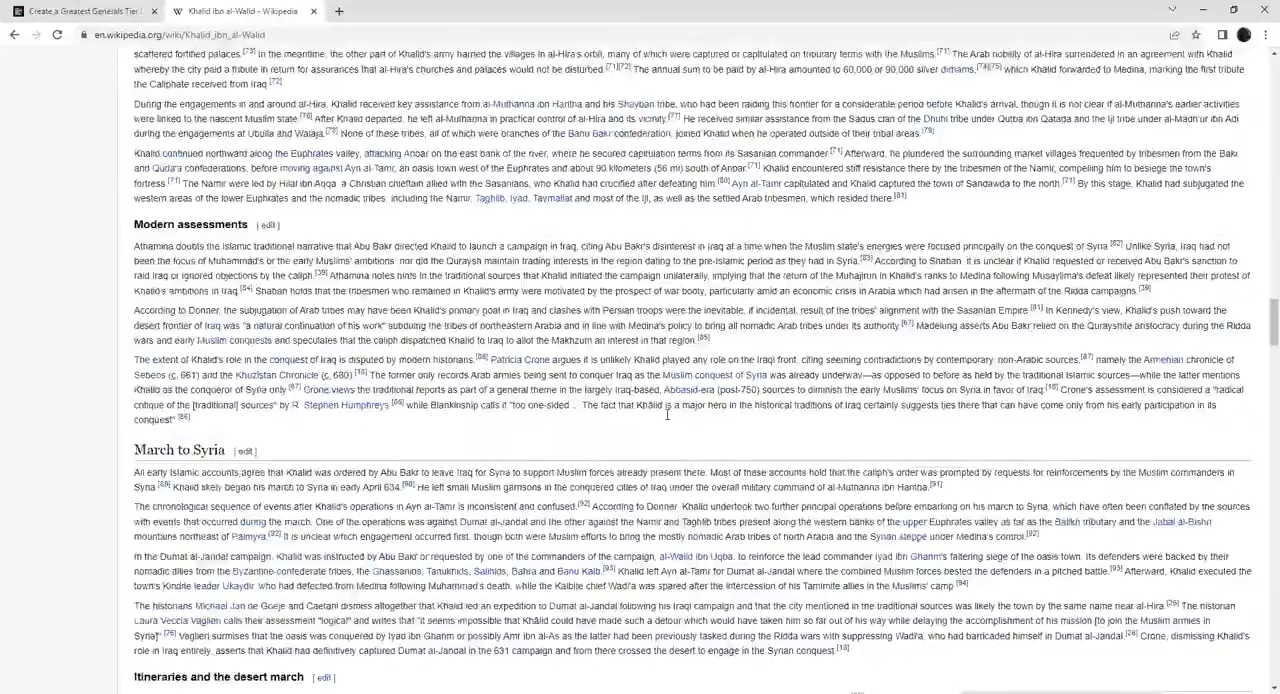 Create a Greatest Generals Tier L
Khalid ibn al-Walid - Wikipedia
en.wikipedia.org/wiki/Khalid_ibn_al-Walid
scattered fortified palaces.[73] In the meantime, the other part of Khalid's army harried the villages in al-Hira's orbit, many of which were captured or capitulated on tributary terms with the Muslims.[71] The Arab nobility of al-Hira surrendered in an agreement with Khalid
whereby the city paid a tribute in return for assurances that al-Hira's churches and palaces would not be disturbed.[71][72] The annual sum to be paid by al-Hira amounted to 60,000 or 90,000 silver dirhams,[74][75] which Khalid forwarded to Medina, marking the first tribute
the Caliphate received from Iraq.[72]
During the engagements in and around al-Hira, Khalid received key assistance from al-Muthanna ibn Haritha and his Shayban tribe, who had been raiding this frontier for a considerable period before Khalid's arrival, though it is not clear if al-Muthanna's earlier activities
were linked to the nascent Muslim state.[76] After Khalid departed, he left al-Muthanna in practical control of al-Hira and its vicinity.[77] He received similar assistance from the Sadus clan of the Dhuhl tribe under Qutba ibn Qatada and the Ijl tribe under al-Madh'ur ibn Adi
during the engagements at Ubulla and Walaja.[78] None of these tribes, all of which were branches of the Banu Bakr confederation, joined Khalid when he operated outside of their tribal areas.[79]
Khalid continued northward along the Euphrates valley, attacking Anbar on the east bank of the river, where he secured capitulation terms from its Sasanian commander.[71] Afterward, he plundered the surrounding market villages frequented by tribesmen from the Bakr
and Quda'a confederations, before moving against Ayn al-Tamr, an oasis town west of the Euphrates and about 90 kilometers (56 mi) south of Anbar.[71] Khalid encountered stiff resistance there by the tribesmen of the Namir, compelling him to besiege the town's
fortress.[71] The Namir were led by Hilal ibn Aqqa, a Christian chieftain allied with the Sasanians, who Khalid had crucified after defeating him.[80] Ayn al-Tamr capitulated and Khalid captured the town of Sandawda to the north.[71] By this stage, Khalid had subjugated the
western areas of the lower Euphrates and the nomadic tribes, including the Namir, Taghlib, Iyad, Taymallat and most of the Ijl, as well as the settled Arab tribesmen, which resided there.[81]
Modern assessments [edit]
Athamina doubts the Islamic traditional narrative that Abu Bakr directed Khalid to launch a campaign in Iraq, citing Abu Bakr's disinterest in Iraq at a time when the Muslim state's energies were focused principally on the conquest of Syria.[82] Unlike Syria, Iraq had not
been the focus of Muhammad's or the early Muslims' ambitions, nor did the Quraysh maintain trading interests in the region dating to the pre-Islamic period as they had in Syria.[83] According to Shaban, it is unclear if Khalid requested or received Abu Bakr's sanction to
raid Iraq or ignored objections by the caliph.[39] Athamina notes hints in the traditional sources that Khalid initiated the campaign unilaterally, implying that the return of the Muhajirun in Khalid's ranks to Medina following Musaylima's defeat likely represented their protest of
Khalid's ambitions in Iraq.[84] Shaban holds that the tribesmen who remained in Khalid's army were motivated by the prospect of war booty, particularly amid an economic crisis in Arabia which had arisen in the aftermath of the Ridda campaigns.[39]
According to Donner, the subjugation of Arab tribes may have been Khalid's primary goal in Iraq and clashes with Persian troops were the inevitable, if incidental, result of the tribes' alignment with the Sasanian Empire.[81] In Kennedy's view, Khalid's push toward the
desert frontier of Iraq was "a natural continuation of his work" subduing the tribes of northeastern Arabia and in line with Medina's policy to bring all nomadic Arab tribes under its authority.[67] Madelung asserts Abu Bakr relied on the Qurayshite aristocracy during the Ridda
wars and early Muslim conquests and speculates that the caliph dispatched Khalid to Iraq to allot the Makhzum an interest in that region.[85]
The extent of Khalid's role in the conquest of Iraq is disputed by modern historians.[86] Patricia Crone argues it is unlikely Khalid played any role on the Iraqi front, citing seeming contradictions by contemporary, non-Arabic sources,[87] namely the Armenian chronicle of
Sebeos (c. 661) and the Khuzistan Chronicle (c. 680).[18] The former only records Arab armies being sent to conquer Iraq as the Muslim conquest of Syria was already underway—as opposed to before as held by the traditional Islamic sources—while the latter mentions
Khalid as the conqueror of Syria only.[87] Crone views the traditional reports as part of a general theme in the largely Iraq-based, Abbasid-era (post-750) sources to diminish the early Muslims' focus on Syria in favor of Iraq.[18] Crone's assessment is considered a "radical
critique of the [traditional] sources" by R. Stephen Humphreys,[86] while Blankinship calls it "too one-sided ... The fact that Khālid is a major hero in the historical traditions of Iraq certainly suggests ties there that can have come only from his early participation in its
conquest".[86]
March to Syria [edit]
All early Islamic accounts agree that Khalid was ordered by Abu Bakr to leave Iraq for Syria to support Muslim forces already present there. Most of these accounts hold that the caliph's order was prompted by requests for reinforcements by the Muslim commanders in
Syria.[89] Khalid likely began his march to Syria in early April 634.[90] He left small Muslim garrisons in the conquered cities of Iraq under the overall military command of al-Muthanna ibn Haritha.[91]
The chronological sequence of events after Khalid's operations in Ayn al-Tamr is inconsistent and confused.[92] According to Donner, Khalid undertook two further principal operations before embarking on his march to Syria, which have often been conflated by the sources
with events that occurred during the march. One of the operations was against Dumat al-Jandal and the other against the Namir and Taghlib tribes present along the western banks of the upper Euphrates valley as far as the Balikh tributary and the Jabal al-Bishri
mountains northeast of Palmyra.[92] It is unclear which engagement occurred first, though both were Muslim efforts to bring the mostly nomadic Arab tribes of north Arabia and the Syrian steppe under Medina's control.[92]
In the Dumat al-Jandal campaign, Khalid was instructed by Abu Bakr or requested by one of the commanders of the campaign, al-Walid ibn Uqba, to reinforce the lead commander Iyad ibn Ghanm's faltering siege of the oasis town. Its defenders were backed by their
nomadic allies from the Byzantine-confederate tribes, the Ghassanids, Tanukhids, Salihids, Bahra and Banu Kalb.[93] Khalid left Ayn al-Tamr for Dumat al-Jandal where the combined Muslim forces bested the defenders in a pitched battle.[93] Afterward, Khalid executed the
town's Kindite leader Ukaydir, who had defected from Medina following Muhammad's death, while the Kalbite chief Wadi'a was spared after the intercession of his Tamimite allies in the Muslims' camp.[94]
The historians Michael Jan de Goeje and Caetani dismiss altogether that Khalid led an expedition to Dumat al-Jandal following his Iraqi campaign and that the city mentioned in the traditional sources was likely the town by the same name near al-Hira.[26] The historian
Laura Veccia Vaglieri calls their assessment "logical" and writes that "it seems impossible that Khālid could have made such a detour which would have taken him so far out of his way while delaying the accomplishment of his mission [to join the Muslim armies in
Syria]".[26] Vaglieri surmises that the oasis was conquered by Iyad ibn Ghanm or possibly Amr ibn al-As as the latter had been previously tasked during the Ridda wars with suppressing Wadi'a, who had barricaded himself in Dumat al-Jandal.[26] Crone, dismissing Khalid's
role in Iraq entirely, asserts that Khalid had definitively captured Dumat al-Jandal in the 631 campaign and from there crossed the desert to engage in the Syrian conquest.[18]
Itineraries and the desert march [edit]